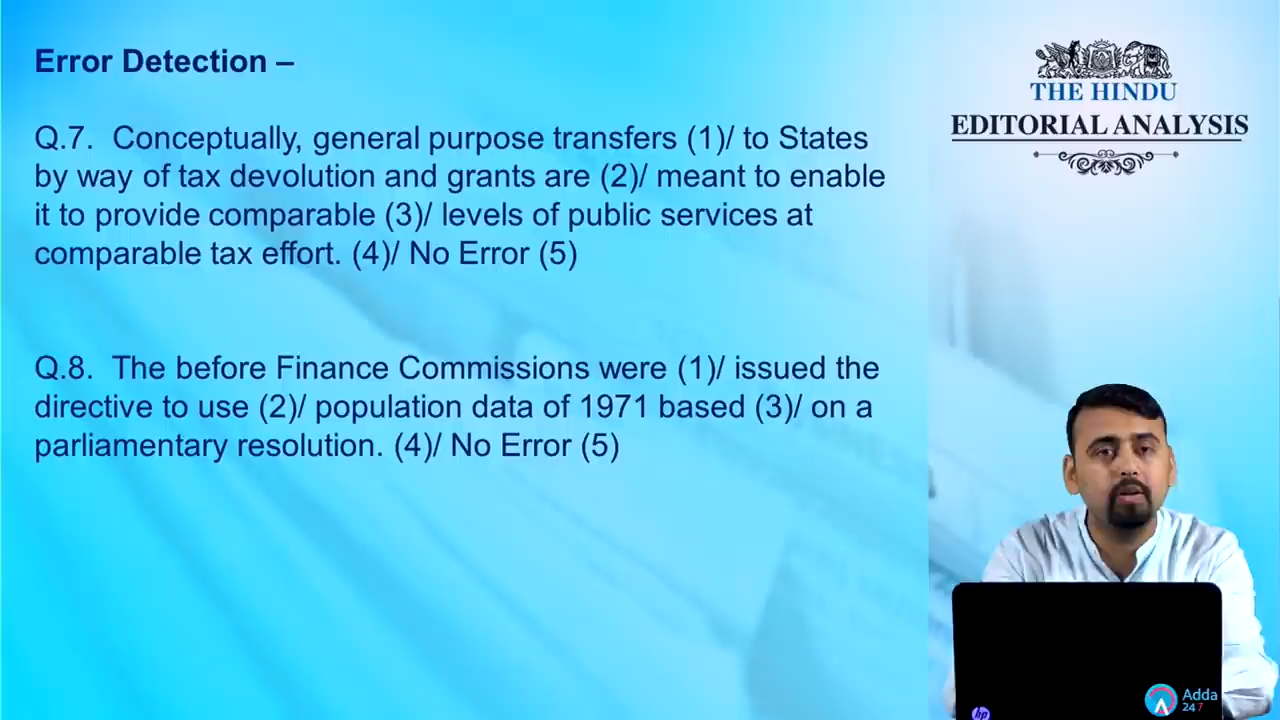 Error Detection –
Q.7. Conceptually, general purpose transfers (1)/ to States
by way of tax devolution and grants are (2)/ meant to enable
it to provide comparable (3)/ levels of public services at
comparable tax effort. (4)/ No Error (5)
Q.8. The before Finance Commissions were (1)/ issued the
directive to use (2)/ population data of 1971 based (3)/ on a
parliamentary resolution. (4)/ No Error (5)
THE HINDU
EDITORIAL ANALYSIS
hp
Adda
247